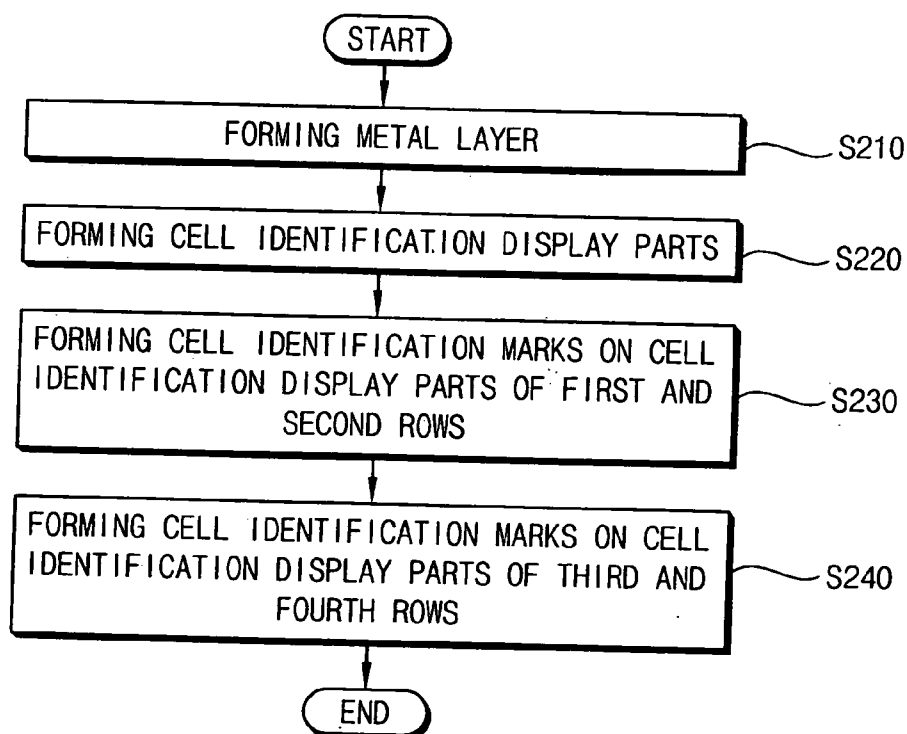 START
FORMING METAL LAYER
S210
FORMING CELL IDENTIFICATION DISPLAY PARTS
S220
FORMING CELL IDENTIFICATION MARKS ON CELL
IDENTIFICATION DISPLAY PARTS OF FIRST AND
SECOND ROWS
S230
FORMING CELL IDENTIFICATION MARKS ON CELL
IDENTIFICATION DISPLAY PARTS OF THIRD AND
FOURTH ROWS
S240
END